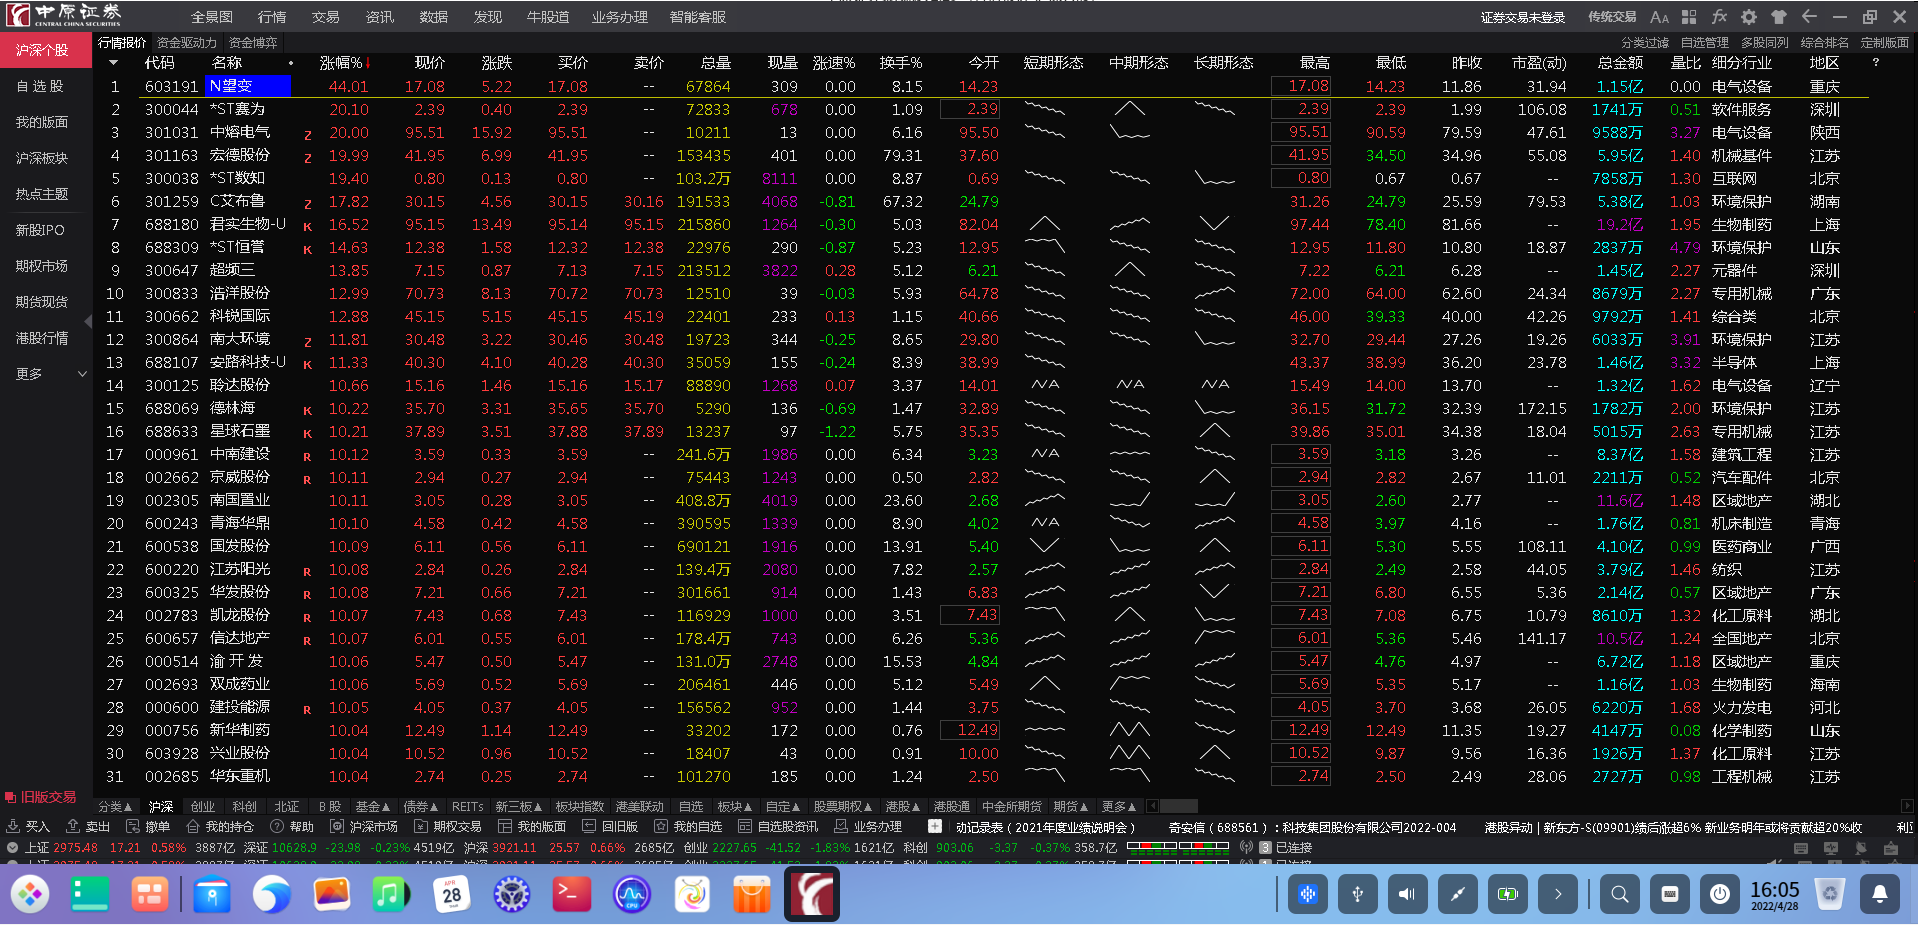 中原证券 CENTRAL CHINA SECURITIES 全景图 行情 交易 资讯 数据 发现 牛股道 业务办理 智能客服 证券交易未登录 传统交易
沪深个股 行情报价 资金驱动力 资金博弈 分类过滤 自选管理 多股同列 综合排名 定制版面
代码 名称 涨幅%↓ 现价 涨跌 买价 卖价 总量 现量 涨速% 换手% 今开 短期形态 中期形态 长期形态 最高 最低 昨收 市盈(动) 总金额 量比 细分行业 地区 ?
1 603191 N望变 44.01 17.08 5.22 17.08 -- 67864 309 0.00 8.15 14.23 17.08 14.23 11.86 31.94 1.15亿 0.00 电气设备 重庆
2 300044 *ST赛为 20.10 2.39 0.40 2.39 -- 72833 678 0.00 1.09 2.39 2.39 2.39 1.99 106.08 1741万 0.51 软件服务 深圳
3 301031 中熔电气 Z 20.00 95.51 15.92 95.51 -- 10211 13 0.00 6.16 95.50 95.51 90.59 79.59 47.61 9588万 3.27 电气设备 陕西
4 301163 宏德股份 Z 19.99 41.95 6.99 41.95 -- 153435 401 0.00 79.31 37.60 41.95 34.50 34.96 55.08 5.95亿 1.40 机械基件 江苏
5 300038 *ST数知 19.40 0.80 0.13 0.80 -- 103.2万 8111 0.00 8.87 0.69 0.80 0.67 0.67 -- 7858万 1.30 互联网 北京
6 301259 C艾布鲁 Z 17.82 30.15 4.56 30.15 30.16 191533 4068 -0.81 67.32 24.79 31.26 24.79 25.59 79.53 5.38亿 1.03 环境保护 湖南
7 688180 君实生物-U K 16.52 95.15 13.49 95.14 95.15 215860 1264 -0.30 5.03 82.04 97.44 78.40 81.66 -- 19.2亿 1.95 生物制药 上海
8 688309 *ST恒誉 K 14.63 12.38 1.58 12.32 12.38 22976 290 -0.87 5.23 12.95 12.95 11.80 10.80 18.87 2837万 4.79 环境保护 山东
9 300647 超频三 13.85 7.15 0.87 7.13 7.15 213512 3822 0.28 5.12 6.21 7.22 6.21 6.28 -- 1.45亿 2.27 元器件 深圳
10 300833 浩洋股份 12.99 70.73 8.13 70.72 70.73 12510 39 -0.03 5.93 64.78 72.00 64.00 62.60 24.34 8679万 2.27 专用机械 广东
11 300662 科锐国际 12.88 45.15 5.15 45.15 45.19 22401 233 0.13 1.15 40.66 46.00 39.33 40.00 42.26 9792万 1.41 综合类 北京
12 300864 南大环境 Z 11.81 30.48 3.22 30.46 30.48 19723 344 -0.25 8.65 29.80 32.70 29.44 27.26 19.26 6033万 3.91 环境保护 江苏
13 688107 安路科技-U K 11.33 40.30 4.10 40.28 40.30 35059 155 -0.24 8.39 38.99 43.37 38.99 36.20 23.78 1.46亿 3.32 半导体 上海
14 300125 聆达股份 10.66 15.16 1.46 15.16 15.17 88890 1268 0.07 3.37 14.01 15.49 14.00 13.70 -- 1.32亿 1.62 电气设备 辽宁
15 688069 德林海 K 10.22 35.70 3.31 35.65 35.70 5290 136 -0.69 1.47 32.89 36.15 31.72 32.39 172.15 1782万 2.00 环境保护 江苏
16 688633 星球石墨 K 10.21 37.89 3.51 37.88 37.89 13237 97 -1.22 5.75 35.35 39.86 35.01 34.38 18.04 5015万 2.63 专用机械 江苏
17 000961 中南建设 R 10.12 3.59 0.33 3.59 -- 241.6万 1986 0.00 6.34 3.23 3.59 3.18 3.26 -- 8.37亿 1.58 建筑工程 江苏
18 002662 京威股份 R 10.11 2.94 0.27 2.94 -- 75443 1243 0.00 0.50 2.82 2.94 2.82 2.67 11.01 2211万 0.52 汽车配件 北京
19 002305 南国置业 10.11 3.05 0.28 3.05 -- 408.8万 4019 0.00 23.60 2.68 3.05 2.60 2.77 -- 11.6亿 1.48 区域地产 湖北
20 600243 青海华鼎 10.10 4.58 0.42 4.58 -- 390595 1339 0.00 8.90 4.02 4.58 3.97 4.16 -- 1.76亿 0.81 机床制造 青海
21 600538 国发股份 10.09 6.11 0.56 6.11 -- 690121 1916 0.00 13.91 5.40 6.11 5.30 5.55 108.11 4.10亿 0.99 医药商业 广西
22 600220 江苏阳光 R 10.08 2.84 0.26 2.84 -- 139.4万 2080 0.00 7.82 2.57 2.84 2.49 2.58 44.05 3.79亿 1.46 纺织 江苏
23 600325 华发股份 R 10.08 7.21 0.66 7.21 -- 301661 914 0.00 1.43 6.83 7.21 6.80 6.55 5.36 2.14亿 0.57 区域地产 广东
24 002783 凯龙股份 R 10.07 7.43 0.68 7.43 -- 116929 1000 0.00 3.51 7.43 7.43 7.08 6.75 10.79 8610万 1.32 化工原料 湖北
25 600657 信达地产 R 10.07 6.01 0.55 6.01 -- 178.4万 743 0.00 6.26 5.36 6.01 5.36 5.46 141.17 10.5亿 1.24 全国地产 北京
26 000514 渝开发 10.06 5.47 0.50 5.47 -- 131.0万 2748 0.00 15.53 4.84 5.47 4.76 4.97 -- 6.72亿 1.18 区域地产 重庆
27 002693 双成药业 10.06 5.69 0.52 5.69 -- 206461 446 0.00 5.12 5.49 5.69 5.35 5.17 -- 1.16亿 1.03 生物制药 海南
28 000600 建投能源 R 10.05 4.05 0.37 4.05 -- 156562 952 0.00 1.44 3.75 4.05 3.70 3.68 26.05 6220万 1.68 火力发电 河北
29 000756 新华制药 10.04 12.49 1.14 12.49 -- 33202 172 0.00 0.76 12.49 12.49 12.49 11.35 19.27 4147万 0.08 化学制药 山东
30 603928 兴业股份 10.04 10.52 0.96 10.52 -- 18407 43 0.00 0.91 10.00 10.52 9.87 9.56 16.36 1926万 1.37 化工原料 江苏
31 002685 华东重机 10.04 2.74 0.25 2.74 -- 101270 185 0.00 1.24 2.50 2.74 2.50 2.49 28.06 2727万 0.98 工程机械 江苏
自选股
我的版面
沪深板块
热点主题
新股IPO
期权市场
期货现货
港股行情
更多
旧版交易
分类▲ 沪深 创业 科创 北证 B股 基金▲ 债券▲ REITs 新三板▲ 板块指数 港美联动 自选 板块▲ 自定▲ 股票期权▲ 港股▲ 港股通 中金所期货 期货▲ 更多▲
买入 卖出 撤单 我的持仓 帮助 沪深市场 期权交易 我的版面 回旧版 我的自选 自选股资讯 业务办理 动记录表（2021年度业绩说明会） 奇安信（688561）：科技集团股份有限公司2022-004 港股异动 | 新东方-S(09901)绩后涨超6% 新业务明年或将贡献超20%收 利
上证 2975.48 17.21 0.58% 3887亿 深证 10628.9 -23.98 -0.23% 4519亿 沪深 3921.11 25.57 0.66% 2685亿 创业 2227.65 -41.52 -1.83% 1621亿 科创 903.06 -3.37 -0.37% 358.7亿 3 已连接
APR 28
CPU
16:05
2022/4/28